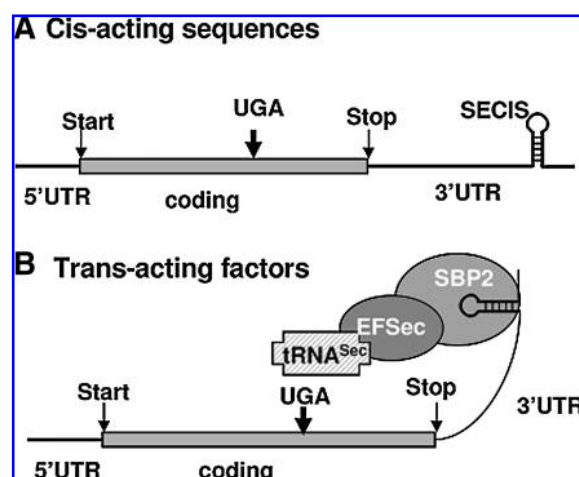 A Cis-acting sequences
Start
UGA
Stop
SECIS
5'UTR
coding
3'UTR
B Trans-acting factors
SBP2
EFSec
tRNASec
Start
UGA
Stop
3'UTR
5'UTR
coding